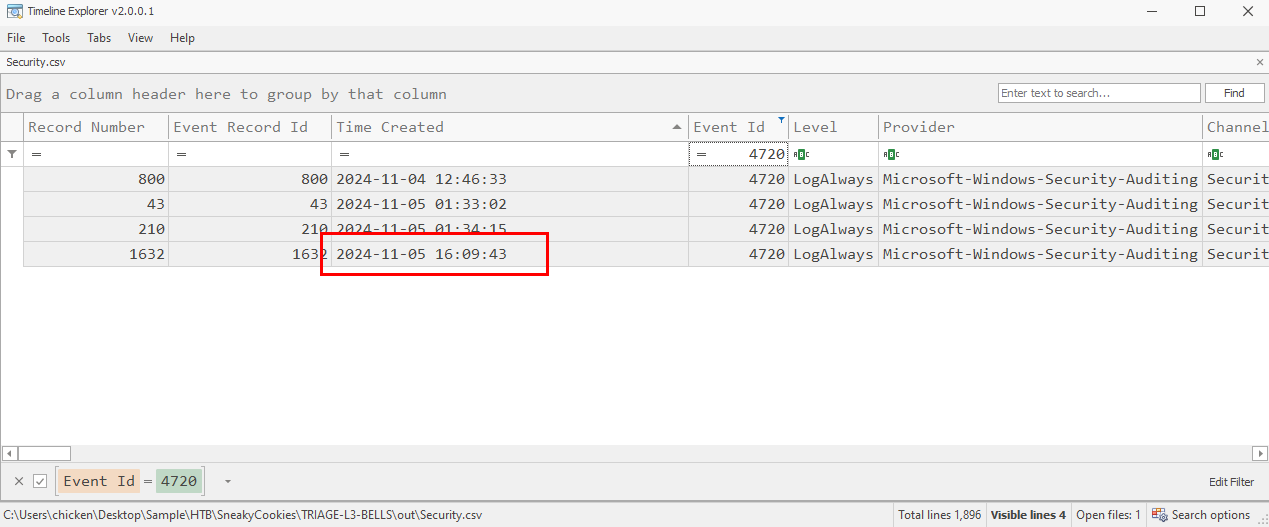 Timeline Explorer v2.0.0.1
File Tools Tabs View Help
Security.csv
Drag a column header here to group by that column
Enter text to search... Find
Record Number Event Record Id Time Created Event Id Level Provider Channel
= = = = 4720
800 800 2024-11-04 12:46:33 4720 LogAlways Microsoft-Windows-Security-Auditing Securit
43 43 2024-11-05 01:33:02 4720 LogAlways Microsoft-Windows-Security-Auditing Securit
210 210 2024-11-05 01:34:15 4720 LogAlways Microsoft-Windows-Security-Auditing Securit
1632 1632 2024-11-05 16:09:43 4720 LogAlways Microsoft-Windows-Security-Auditing Securit
Event Id = 4720 Edit Filter
C:\Users\chicken\Desktop\Sample\HTB\SneakyCookies\TRIAGE-L3-BELLS\out\Security.csv Total lines 1,896 Visible lines 4 Open files: 1 Search options